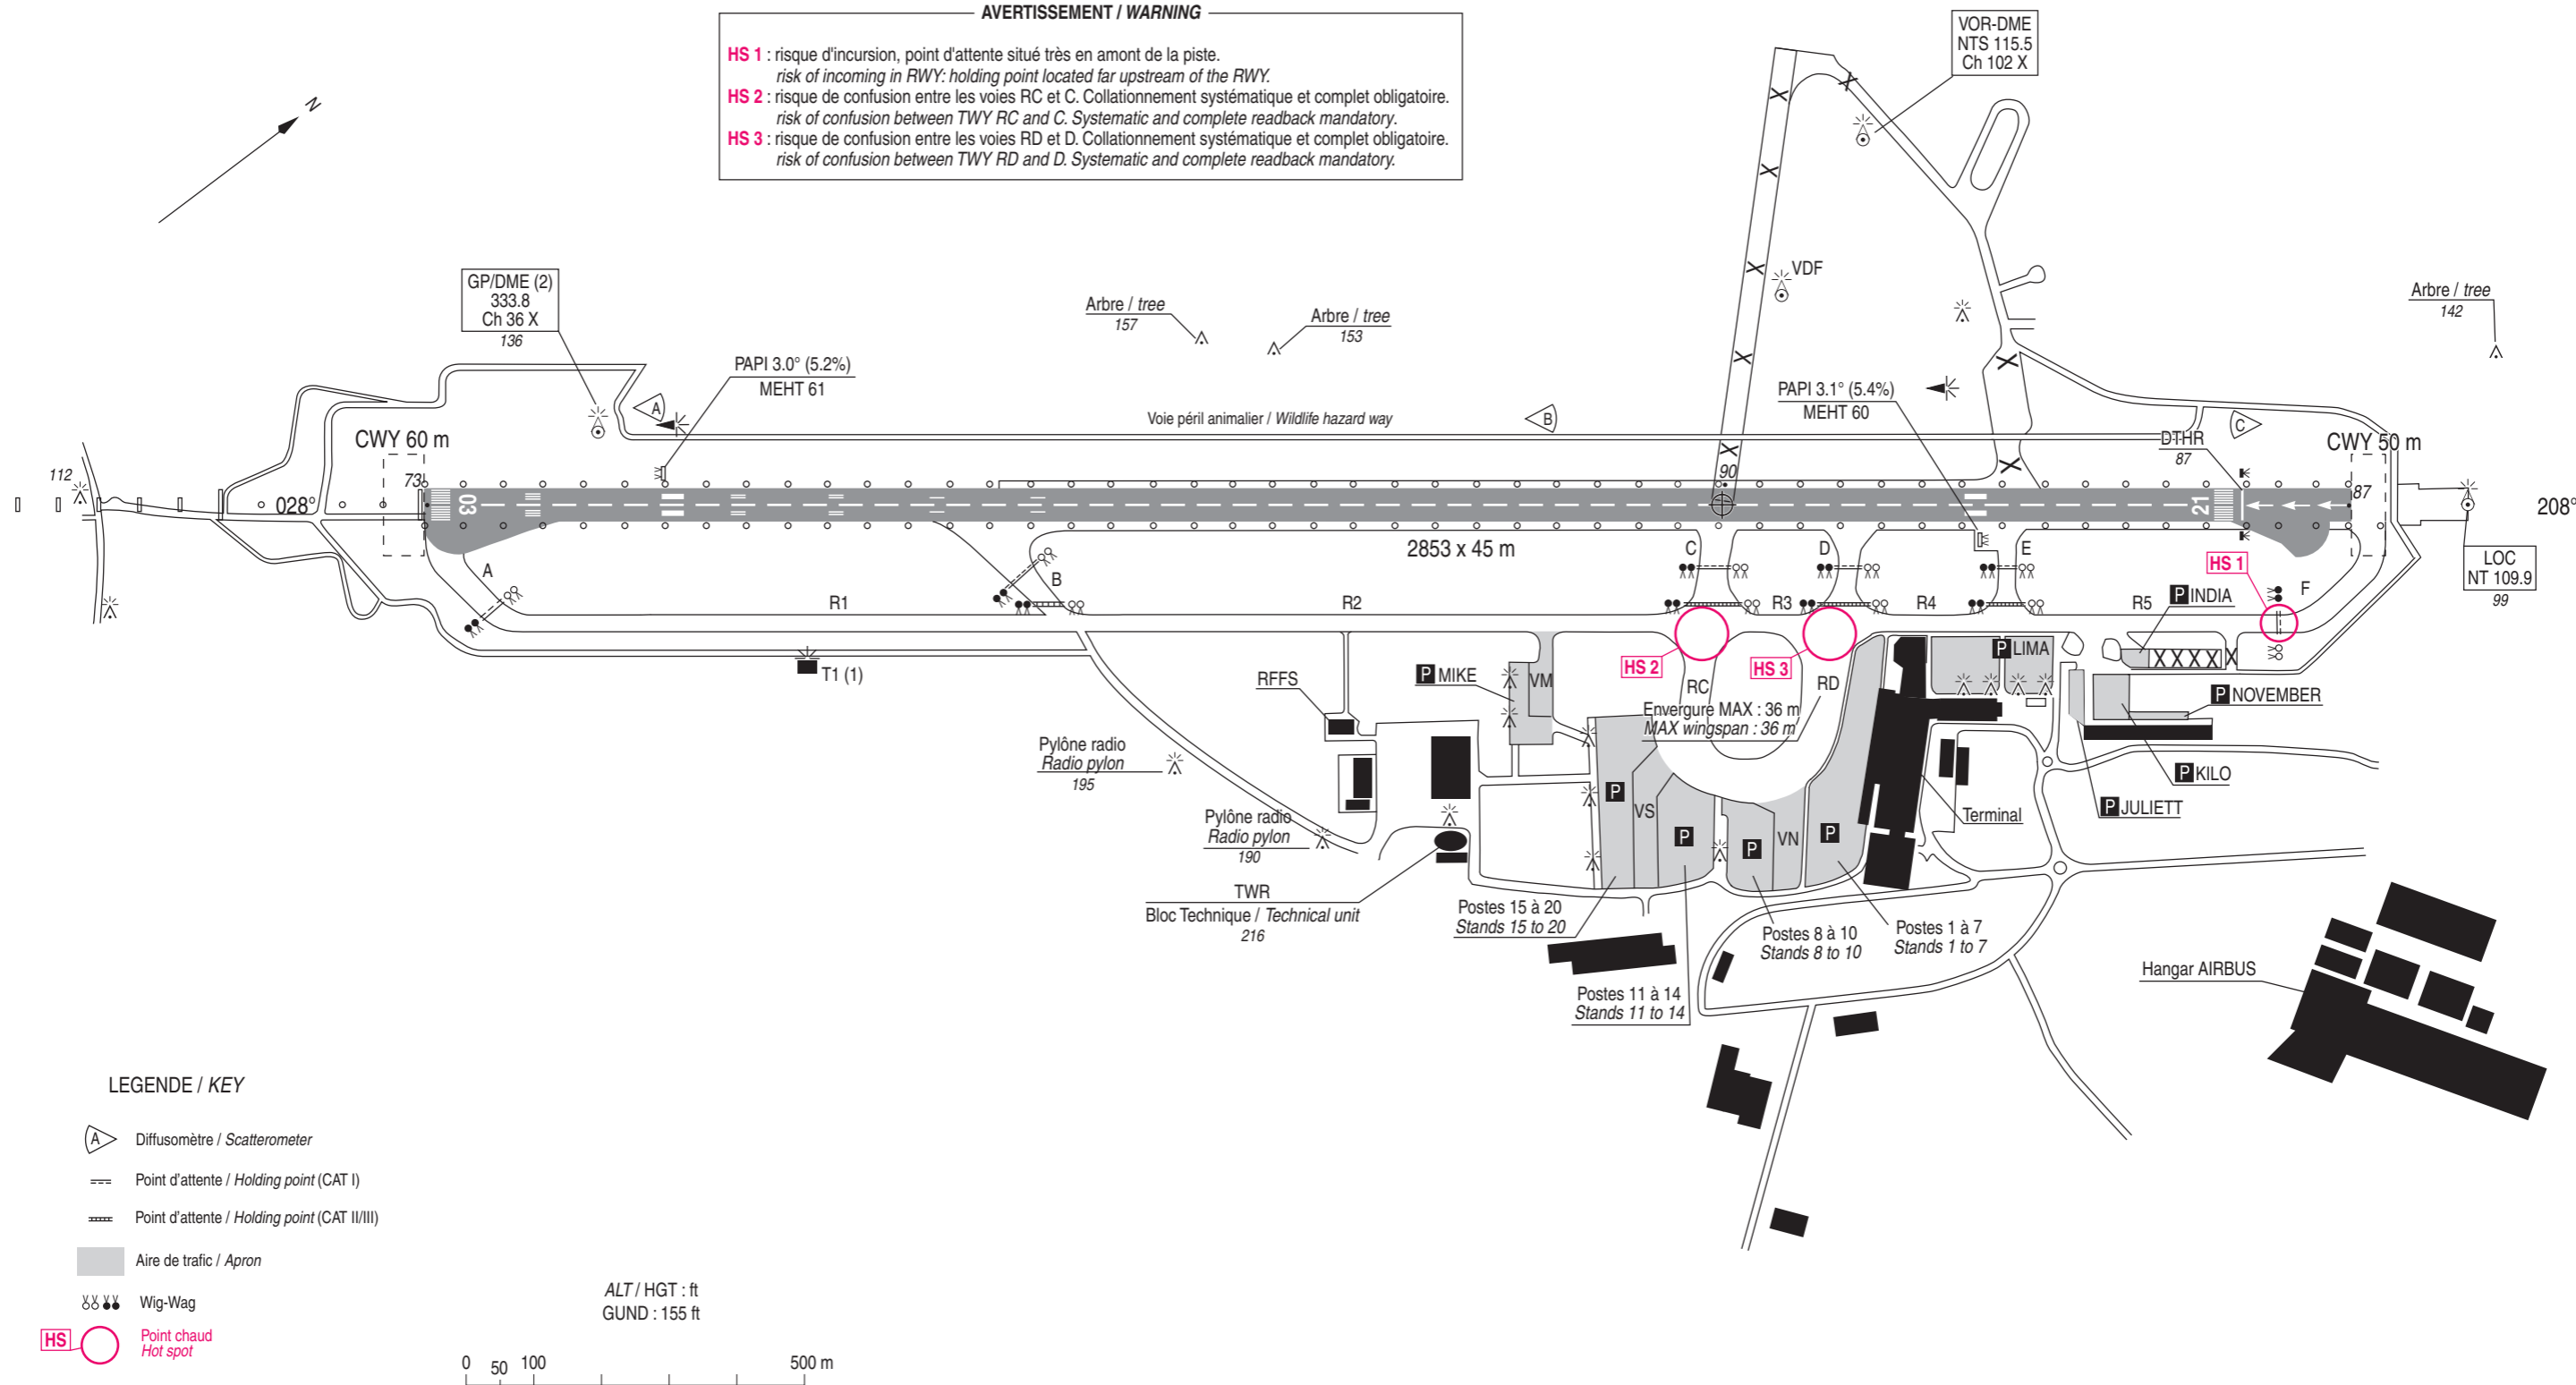 AVERTISSEMENT / WARNING
HS 1 : risque d'incursion, point d'attente situé très en amont de la piste.
risk of incoming in RWY: holding point located far upstream of the RWY.
HS 2 : risque de confusion entre les voies RC et C. Collationnement systématique et complet obligatoire.
risk of confusion between TWY RC and C. Systematic and complete readback mandatory.
HS 3 : risque de confusion entre les voies RD et D. Collationnement systématique et complet obligatoire.
risk of confusion between TWY RD and D. Systematic and complete readback mandatory.
VOR-DME
NTS 115.5
Ch 102 X
N
GP/DME (2)
333.8
Ch 36 X
136
VDF
Arbre / tree
157
Arbre / tree
153
Arbre / tree
142
PAPI 3.0° (5.2%)
MEHT 61
PAPI 3.1° (5.4%)
MEHT 60
A
B
C
Voie péril animalier / Wildlife hazard way
CWY 60 m
DTHR
87
CWY 50 m
112
73
90
87
028°
03
21
208°
2853 x 45 m
LOC
NT 109.9
99
A
B
C
D
E
F
HS 1
R1
R2
R3
R4
R5
P INDIA
HS 2
HS 3
P LIMA
T1 (1)
RFFS
P MIKE
VM
RC
RD
P NOVEMBER
Envergure MAX : 36 m
MAX wingspan : 36 m
Pylône radio
Radio pylon
195
P KILO
P
VS
P
P
VN
P
Terminal
P JULIETT
Pylône radio
Radio pylon
190
TWR
Bloc Technique / Technical unit
216
Postes 15 à 20
Stands 15 to 20
Postes 8 à 10
Stands 8 to 10
Postes 1 à 7
Stands 1 to 7
Postes 11 à 14
Stands 11 to 14
Hangar AIRBUS
LEGENDE / KEY
A Diffusomètre / Scatterometer
Point d'attente / Holding point (CAT I)
Point d'attente / Holding point (CAT II/III)
Aire de trafic / Apron
Wig-Wag
HS Point chaud
Hot spot
ALT / HGT : ft
GUND : 155 ft
0 50 100 500 m